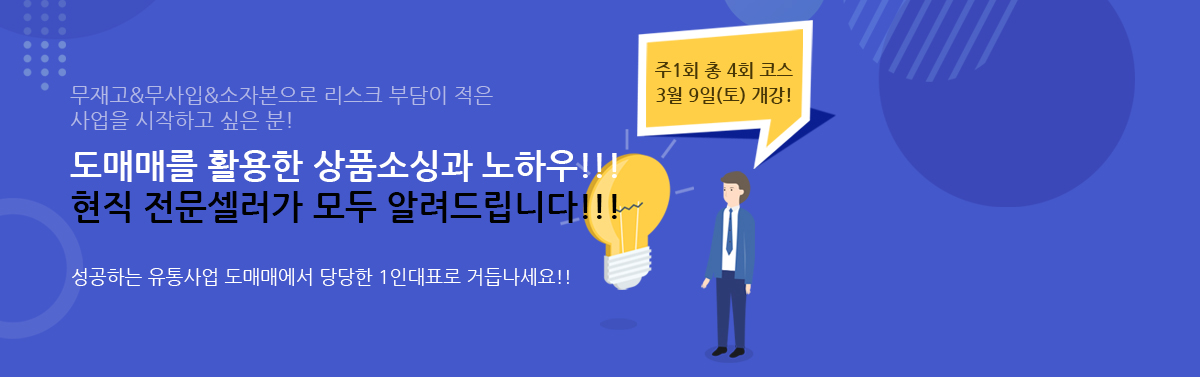 무재고&무사입&소자본으로 리스크 부담이 적은
사업을 시작하고 싶은 분!
도매매를 활용한 상품소싱과 노하우!!!
현직 전문셀러가 모두 알려드립니다!!!
성공하는 유통사업 도매매에서 당당한 1인대표로 거듭나세요!!
주1회 총 4회 코스
3월 9일(토) 개강!